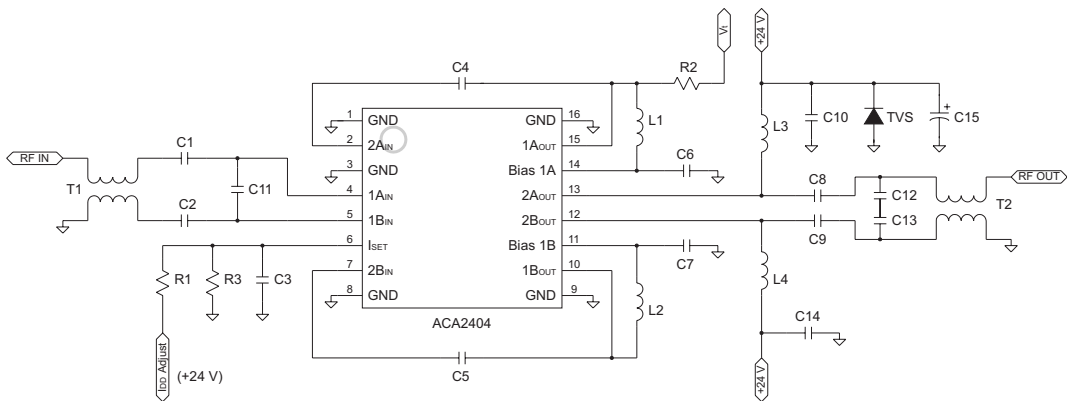 Vt
+24 V
C4
R2
1
GND
GND
16
L1
L3
C10
TVS
+
C15
2
2AIN
1AOUT
15
RF IN
C1
3
GND
Bias 1A
14
C6
T1
C11
4
1AIN
2AOUT
13
C8
C12
RF OUT
C2
5
1BIN
2BOUT
12
C9
C13
T2
6
ISET
Bias 1B
11
C7
R1
R3
C3
7
2BIN
1BOUT
10
L4
8
GND
GND
9
L2
ACA2404
C14
IDD Adjust
(+24 V)
C5
+24 V